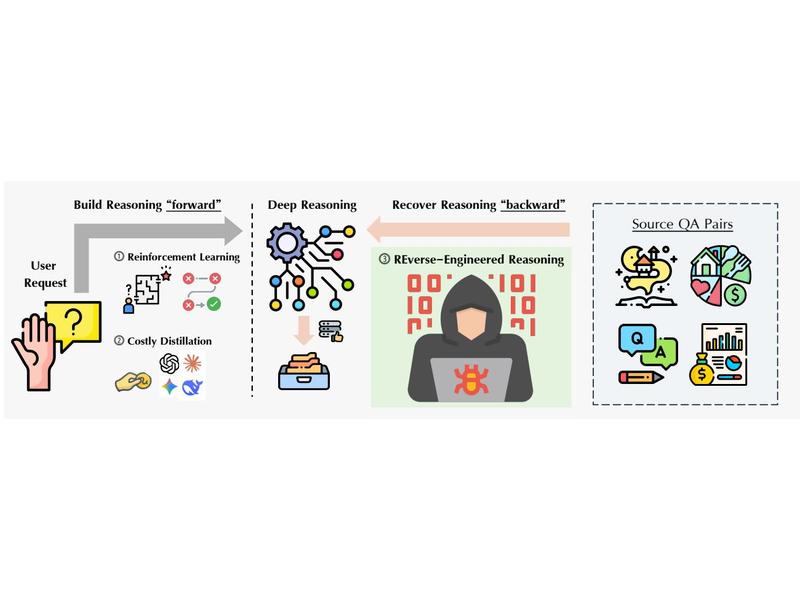 Build Reasoning “forward”
User
Request
?
① Reinforcement Learning
?
② Costly Distillation
Deep Reasoning
Recover Reasoning “backward”
③ REverse-Engineered Reasoning
Source QA Pairs
$
Q
A
$